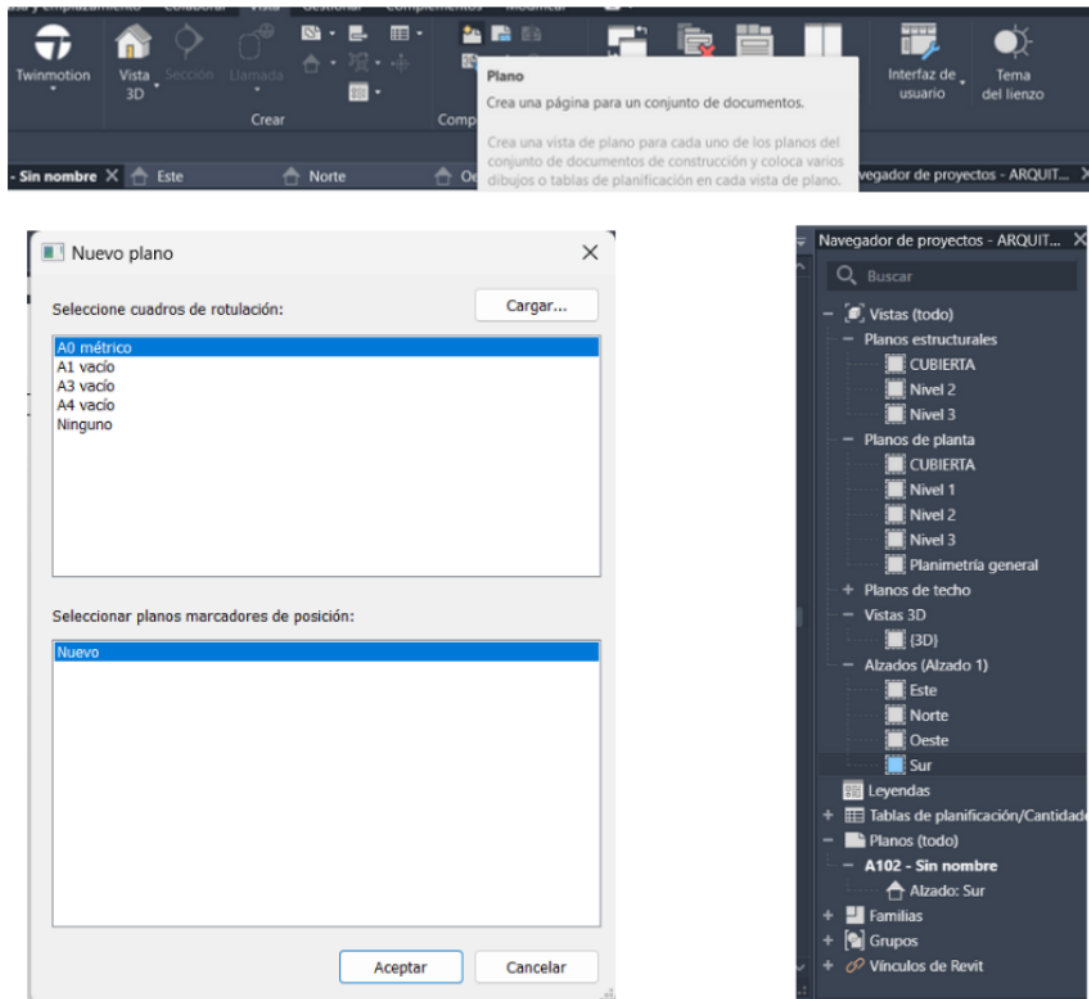 Twinmotion
Vista
3D
Sección
Llamada
Crear
Plano
Crea una página para un conjunto de documentos.
Crea una vista de plano para cada uno de los planos del
conjunto de documentos de construcción y coloca varios
dibujos o tablas de planificación en cada vista de plano.
Interfaz de
usuario
Tema
del lienzo
- Sin nombre
Este
Norte
vegador de proyectos - ARQUIT...
Nuevo plano
Seleccione cuadros de rotulación:
Cargar...
A0 métrico
A1 vacío
A3 vacío
A4 vacío
Ninguno
Seleccionar planos marcadores de posición:
Nuevo
Aceptar
Cancelar
Navegador de proyectos - ARQUIT...
Buscar
Vistas (todo)
Planos estructurales
CUBIERTA
Nivel 2
Nivel 3
Planos de planta
CUBIERTA
Nivel 1
Nivel 2
Nivel 3
Planimetría general
Planos de techo
Vistas 3D
{3D}
Alzados (Alzado 1)
Este
Norte
Oeste
Sur
Leyendas
Tablas de planificación/Cantidade
Planos (todo)
A102 - Sin nombre
Alzado: Sur
Familias
Grupos
Vínculos de Revit